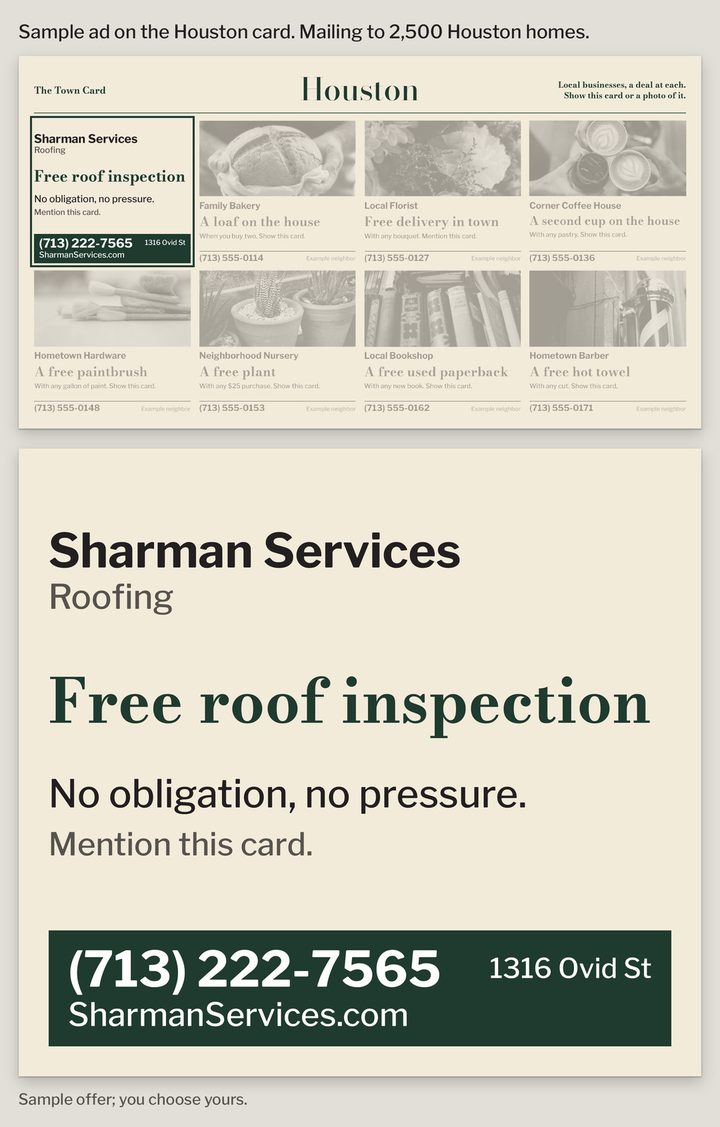 Sample ad on the Houston card. Mailing to 2,500 Houston homes.
The Town Card
Houston
Local businesses, a deal at each.
Show this card or a photo of it.
Sharman Services
Roofing
Free roof inspection
No obligation, no pressure.
Mention this card.
(713) 222-7565
1316 Ovid St
SharmanServices.com
Family Bakery
A loaf on the house
When you buy two. Show this card.
(713) 555-0114
Example neighbor
Local Florist
Free delivery in town
With any bouquet. Mention this card.
(713) 555-0127
Example neighbor
Corner Coffee House
A second cup on the house
With any pastry. Show this card.
(713) 555-0136
Example neighbor
Hometown Hardware
A free paintbrush
With any gallon of paint. Show this card.
(713) 555-0148
Example neighbor
Neighborhood Nursery
A free plant
With any $25 purchase. Show this card.
(713) 555-0153
Example neighbor
Local Bookshop
A free used paperback
With any new book. Show this card.
(713) 555-0162
Example neighbor
Hometown Barber
A free hot towel
With any cut. Show this card.
(713) 555-0171
Example neighbor
Sharman Services
Roofing
Free roof inspection
No obligation, no pressure.
Mention this card.
(713) 222-7565
1316 Ovid St
SharmanServices.com
Sample offer; you choose yours.